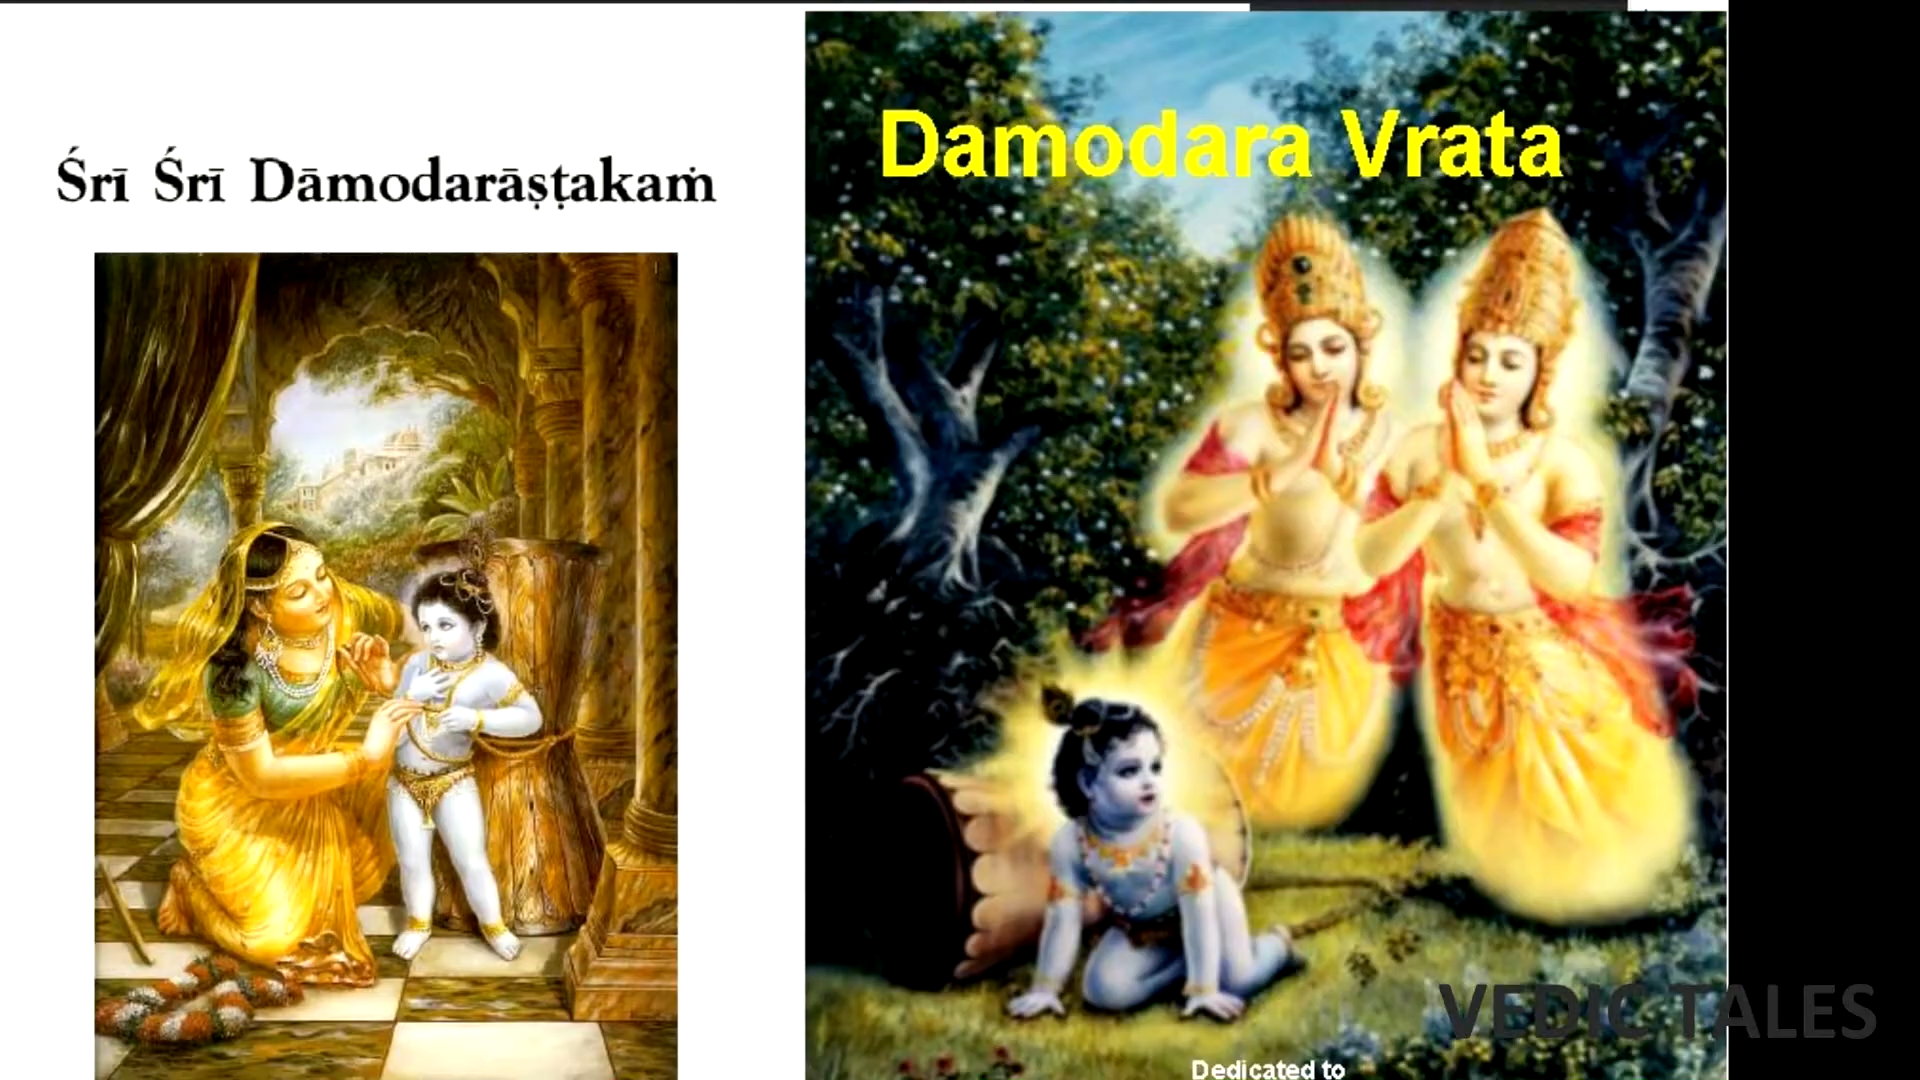 Śrī Śrī Dāmodarāṣṭakaṁ
Damodara Vrata
VEDIC TALES
Dedicated to